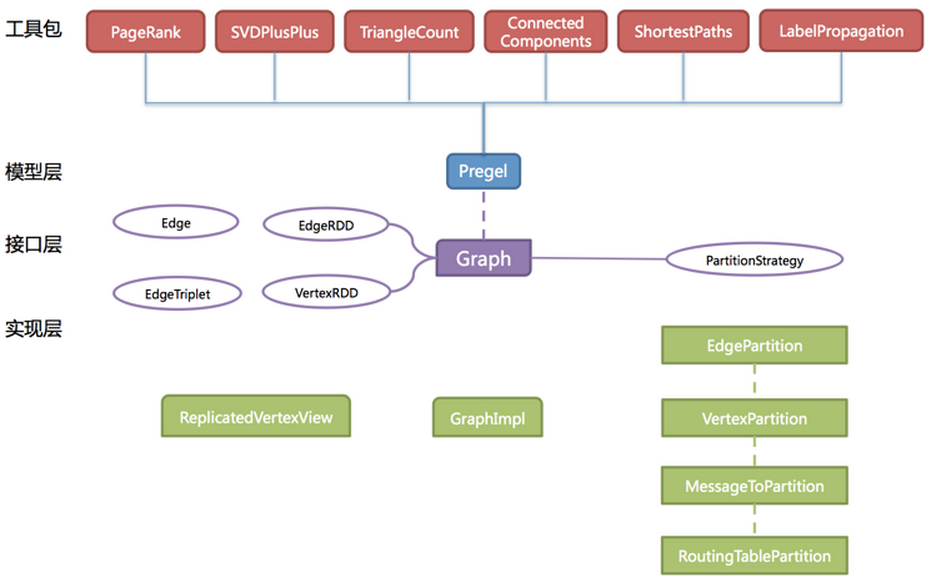 工具包
PageRank
SVDPlusPlus
TriangleCount
Connected
Components
ShortestPaths
LabelPropagation
模型层
Pregel
接口层
Edge
EdgeRDD
Graph
PartitionStrategy
EdgeTriplet
VertexRDD
实现层
EdgePartition
ReplicatedVertexView
GraphImpl
VertexPartition
MessageToPartition
RoutingTablePartition